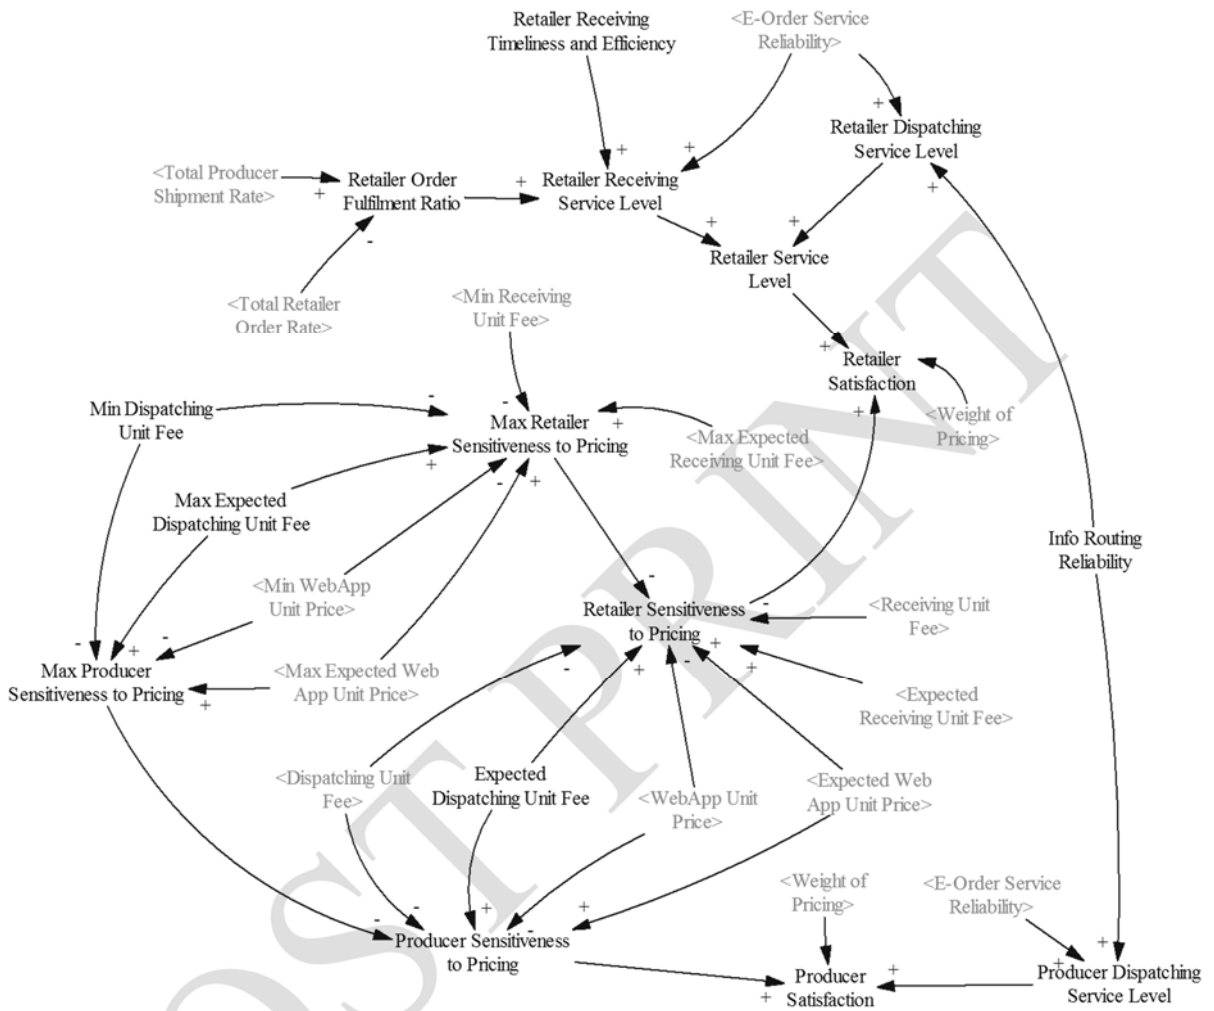 Retailer Receiving
Timeliness and Efficiency
<E-Order Service
Reliability>
+
Retailer Dispatching
Service Level
+
+
+
<Total Producer
Shipment Rate>
+
Retailer Order
Fulfilment Ratio
+
Retailer Receiving
Service Level
-
+
+
Retailer Service
Level
<Total Retailer
Order Rate>
<Min Receiving
Unit Fee>
+
Retailer
Satisfaction
+
<Weight of
Pricing>
Min Dispatching
Unit Fee
-
-
Max Retailer
Sensitiveness to Pricing
+
<Max Expected
Receiving Unit Fee>
+
-
+
Max Expected
Dispatching Unit Fee
Info Routing
Reliability
<Min WebApp
Unit Price>
-
Retailer Sensitiveness
to Pricing
-
<Receiving Unit
Fee>
-
+
-
Max Producer
Sensitiveness to Pricing
+
<Max Expected Web
App Unit Price>
-
+
-
+
+
<Expected
Receiving Unit Fee>
<Dispatching Unit
Fee>
Expected
Dispatching Unit Fee
<WebApp Unit
Price>
<Expected Web
App Unit Price>
<Weight of
Pricing>
<E-Order Service
Reliability>
-
-
+
-
+
Producer Sensitiveness
to Pricing
+
Producer
Satisfaction
+
+
+
Producer Dispatching
Service Level
POST PRINT